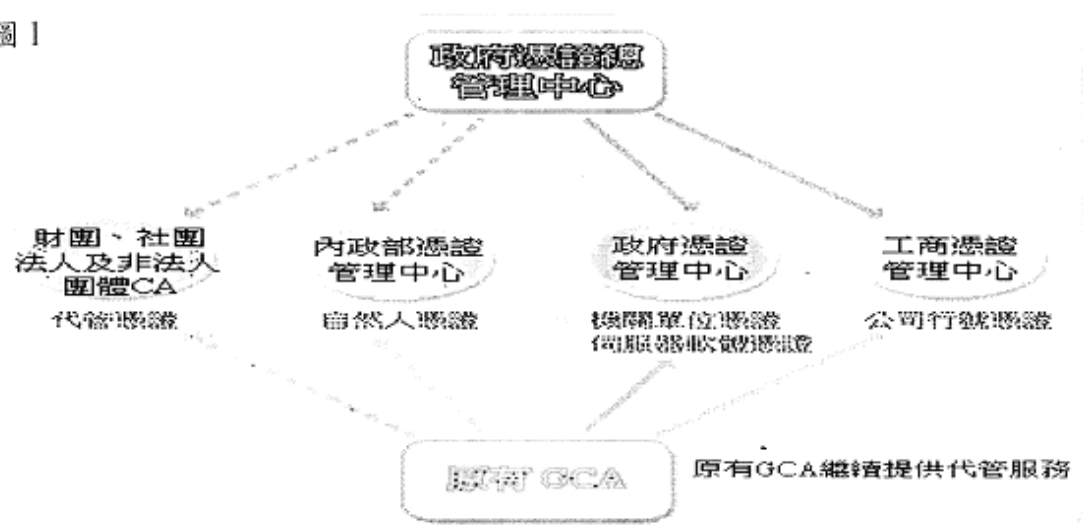 圖 1
政府憑證總
管理中心
財團、社團
法人及非法人
團體CA
代管憑證
內政部憑證
管理中心
自然人憑證
政府憑證
管理中心
機關單位憑證
伺服器軟體憑證
工商憑證
管理中心
公司行號憑證
原有 GCA
原有GCA繼續提供代管服務